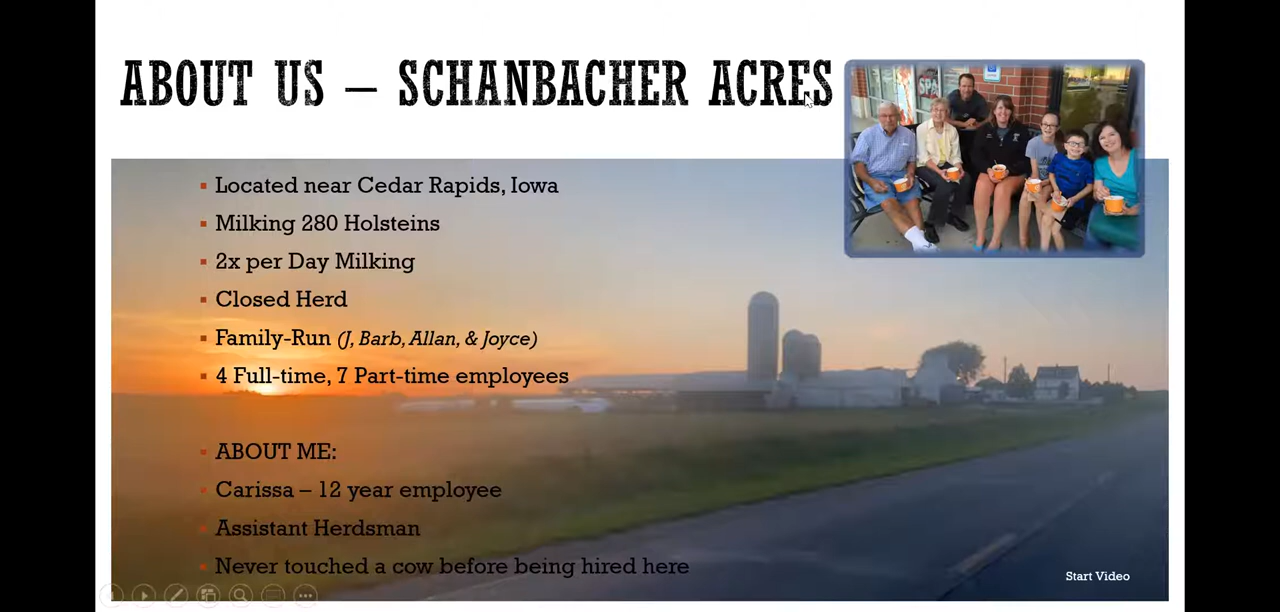 ABOUT US – SCHANBACHER ACRES
SPA
Located near Cedar Rapids, Iowa
Milking 280 Holsteins
2x per Day Milking
Closed Herd
Family-Run (J, Barb, Allan, & Joyce)
4 Full-time, 7 Part-time employees
ABOUT ME:
Carissa – 12 year employee
Assistant Herdsman
Never touched a cow before being hired here
Start Video